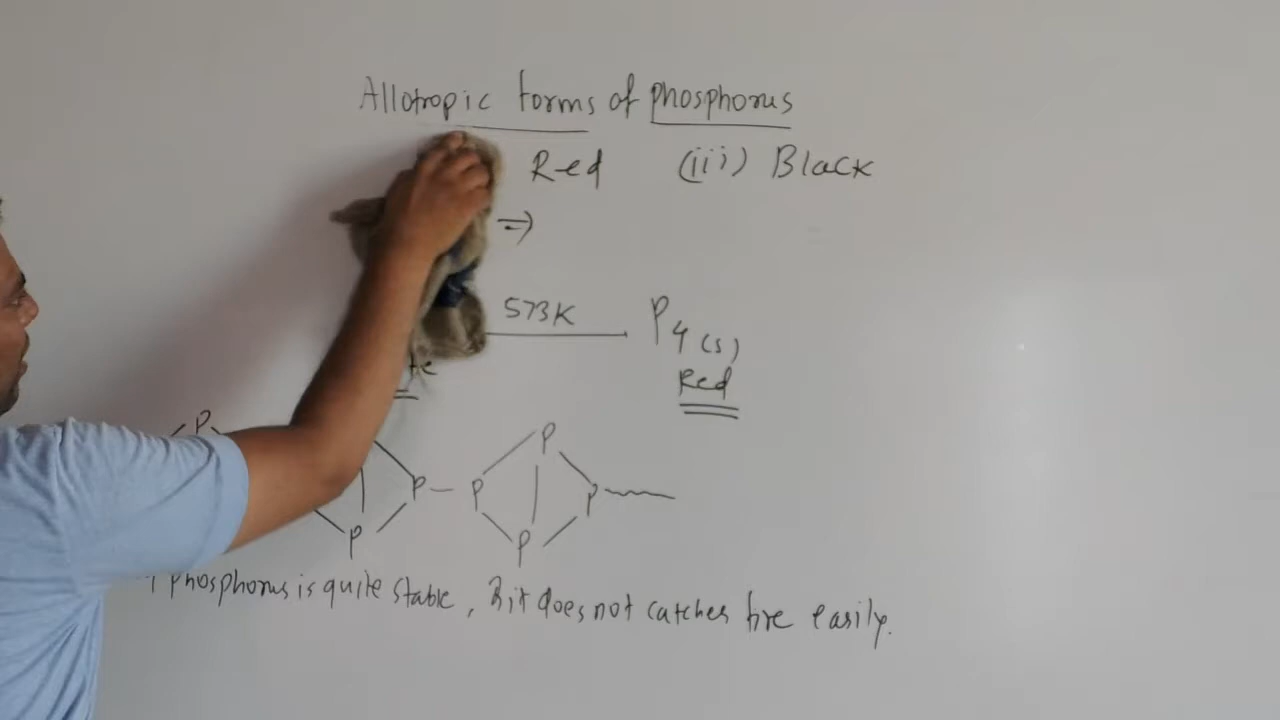 Allotropic forms of phosphorus
Red (iii) Black
⇒
573K P4(s)
te Red
P P
P – P P
P P
phosphorus is quite stable, & it does not catches fire easily.